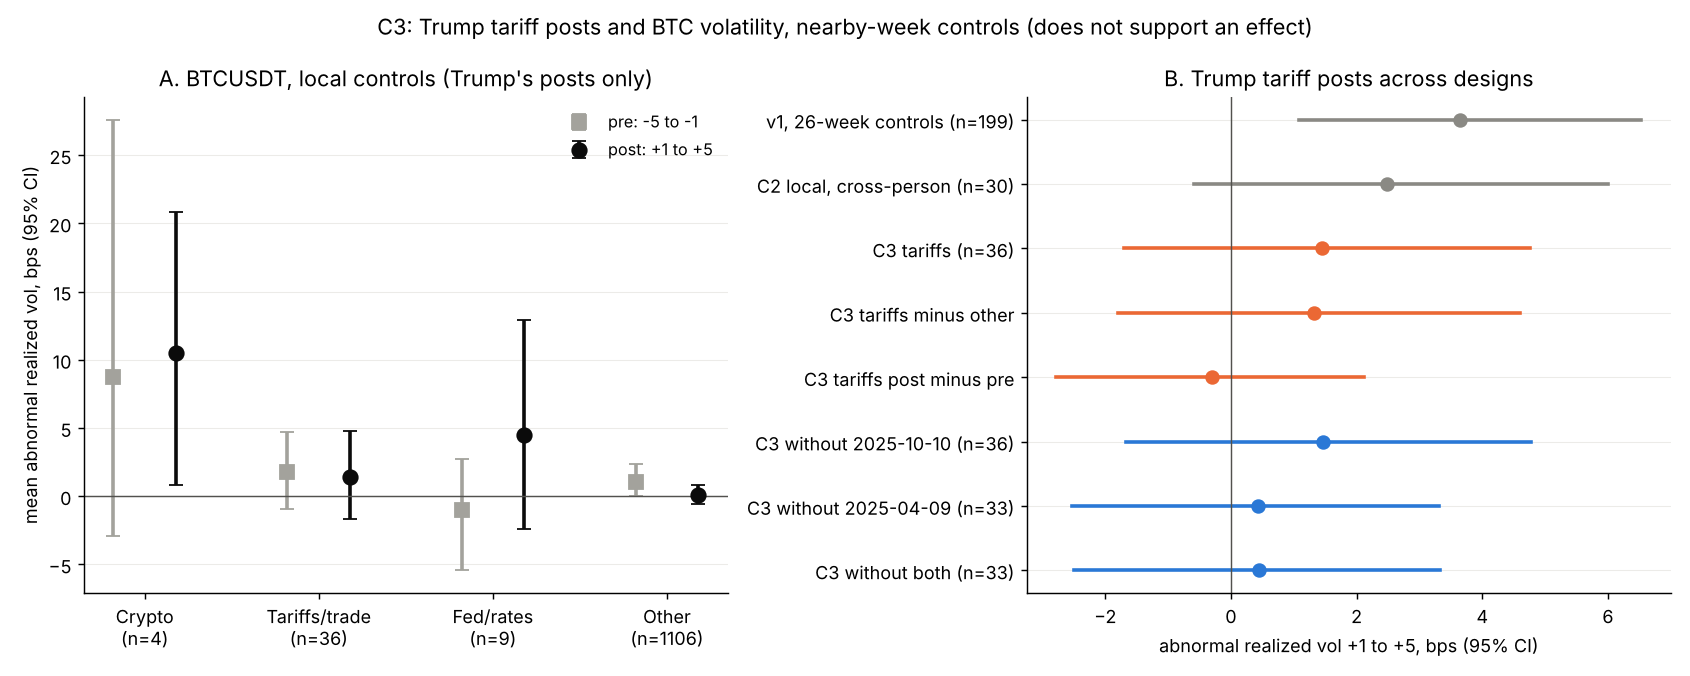 C3: Trump tariff posts and BTC volatility, nearby-week controls (does not support an effect)
A. BTCUSDT, local controls (Trump's posts only)
mean abnormal realized vol, bps (95% CI)
25
20
15
10
5
0
−5
pre: -5 to -1
post: +1 to +5
Crypto
(n=4)
Tariffs/trade
(n=36)
Fed/rates
(n=9)
Other
(n=1106)
B. Trump tariff posts across designs
v1, 26-week controls (n=199)
C2 local, cross-person (n=30)
C3 tariffs (n=36)
C3 tariffs minus other
C3 tariffs post minus pre
C3 without 2025-10-10 (n=36)
C3 without 2025-04-09 (n=33)
C3 without both (n=33)
−2
0
2
4
6
abnormal realized vol +1 to +5, bps (95% CI)